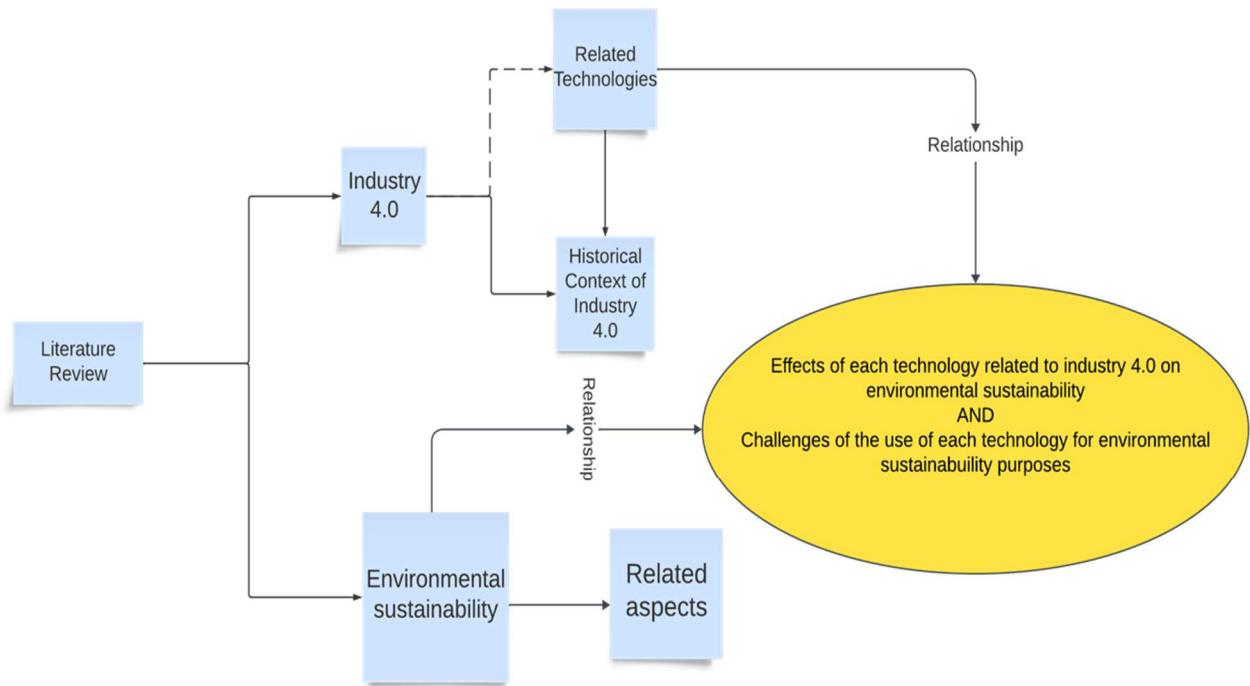 Related
Technologies
Relationship
Industry
4.0
Historical
Context of
Industry
4.0
Literature
Review
Effects of each technology related to industry 4.0 on
environmental sustainability
AND
Challenges of the use of each technology for environmental
sustainabuility purposes
Relationship
Environmental
sustainability
Related
aspects